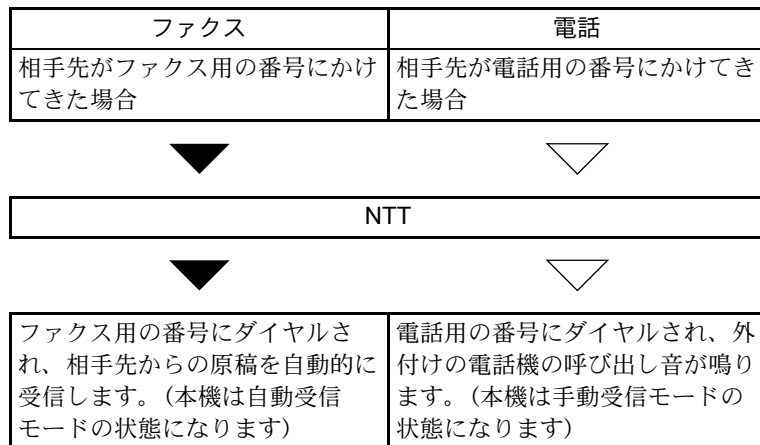 ファクス
電話
相手先がファクス用の番号にかけ
てきた場合
相手先が電話用の番号にかけてき
た場合
NTT
ファクス用の番号にダイヤルさ
れ、相手先からの原稿を自動的に
受信します。（本機は自動受信
モードの状態になります）
電話用の番号にダイヤルされ、外
付けの電話機の呼び出し音が鳴り
ます。（本機は手動受信モードの
状態になります）